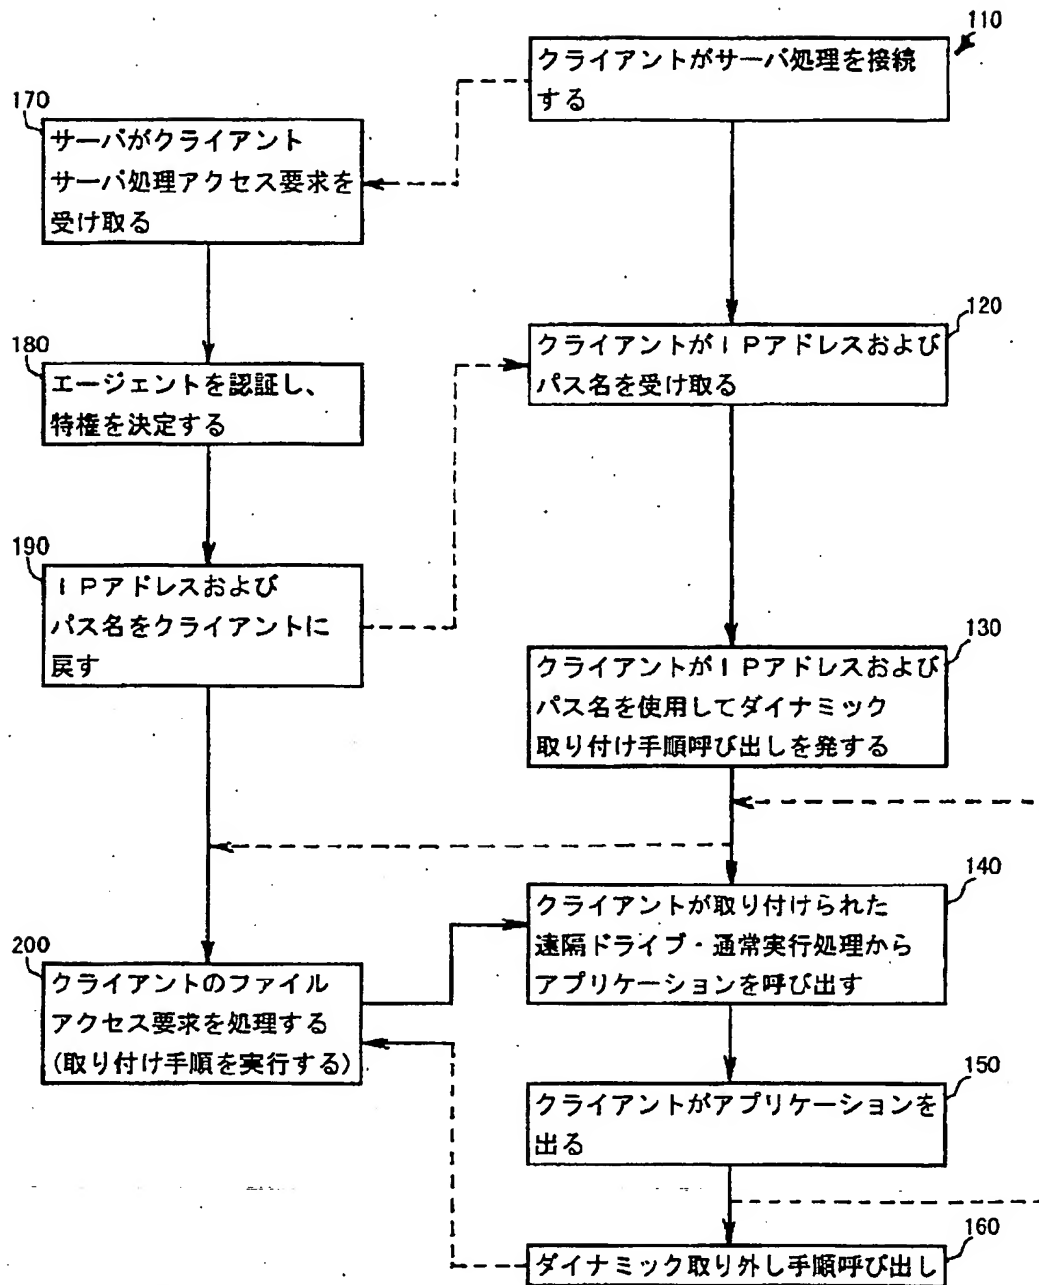 110
クライアントがサーバ処理を接続
する
170
サーバがクライアント
サーバ処理アクセス要求を
受け取る
120
クライアントがIPアドレスおよび
パス名を受け取る
180
エージェントを認証し、
特権を決定する
190
IPアドレスおよび
パス名をクライアントに
戻す
130
クライアントがIPアドレスおよび
パス名を使用してダイナミック
取り付け手順呼び出しを発する
140
クライアントが取り付けられた
遠隔ドライブ・通常実行処理から
アプリケーションを呼び出す
200
クライアントのファイル
アクセス要求を処理する
(取り付け手順を実行する)
150
クライアントがアプリケーションを
出る
160
ダイナミック取り外し手順呼び出し